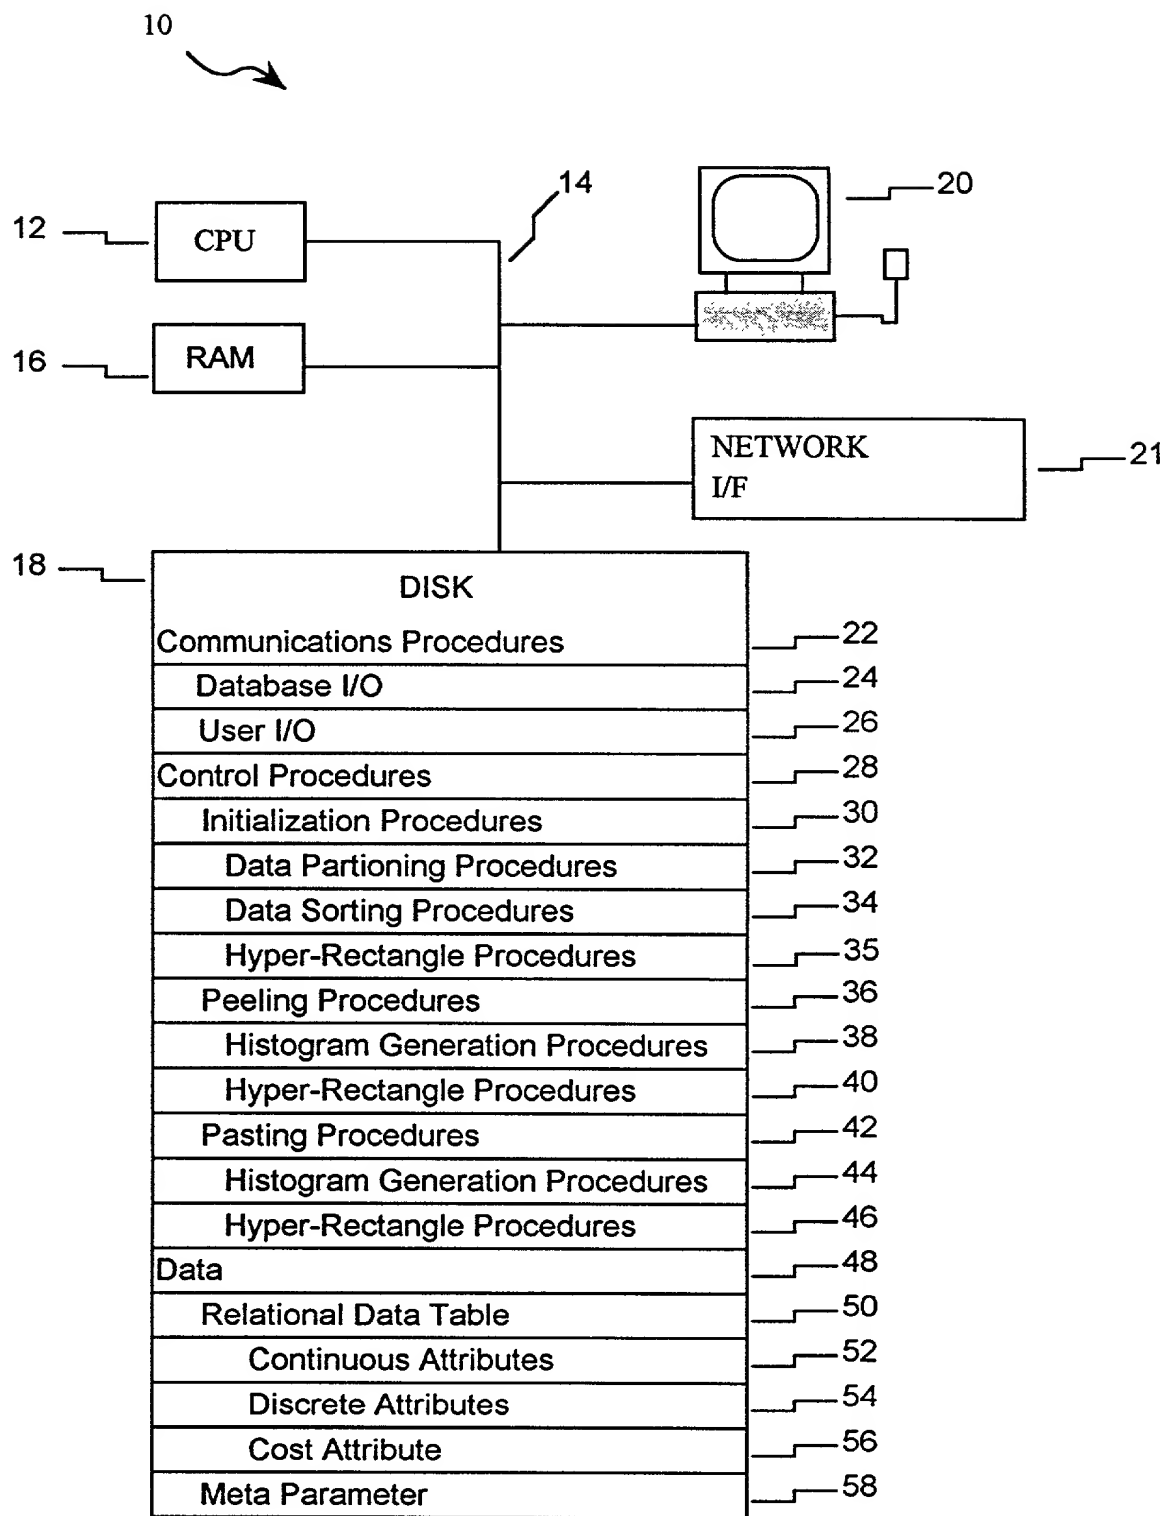 10
14
20
12
CPU
16
RAM
NETWORK
I/F
21
18
DISK
Communications Procedures 22
Database I/O 24
User I/O 26
Control Procedures 28
Initialization Procedures 30
Data Partioning Procedures 32
Data Sorting Procedures 34
Hyper-Rectangle Procedures 35
Peeling Procedures 36
Histogram Generation Procedures 38
Hyper-Rectangle Procedures 40
Pasting Procedures 42
Histogram Generation Procedures 44
Hyper-Rectangle Procedures 46
Data 48
Relational Data Table 50
Continuous Attributes 52
Discrete Attributes 54
Cost Attribute 56
Meta Parameter 58